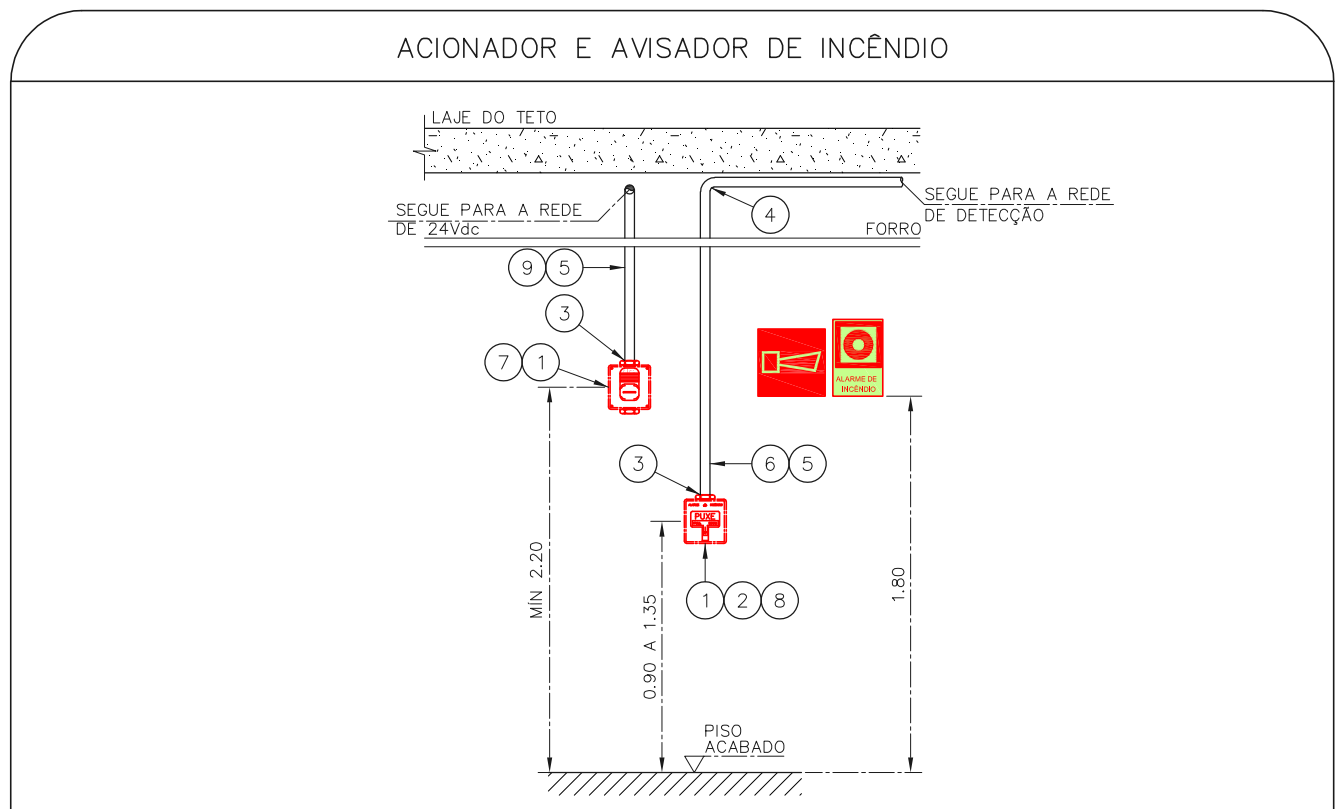 ACIONADOR E AVISADOR DE INCÊNDIO
LAJE DO TETO
SEGUE PARA A REDE
DE 24Vdc
SEGUE PARA A REDE
DE DETECÇÃO
4
FORRO
9 5
3
7 1
ALARME DE
INCÊNDIO
3
6 5
PUXE
1 2 8
MÍN 2.20
0.90 A 1.35
1.80
PISO
ACABADO